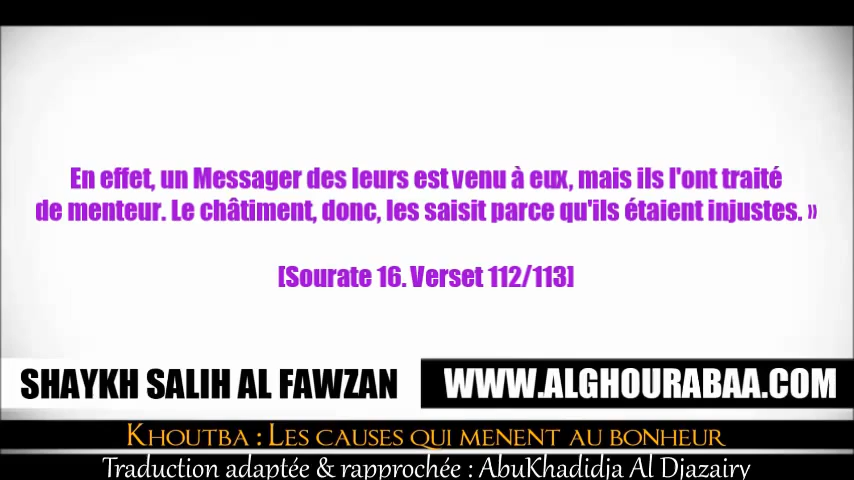 En effet, un Messager des leurs est venu à eux, mais ils l'ont traité
de menteur. Le châtiment, donc, les saisit parce qu'ils étaient injustes. »
[Sourate 16. Verset 112/113]
SHAYKH SALIH AL FAWZAN
WWW.ALGHOURABAA.COM
KHOUTBA : LES CAUSES QUI MENENT AU BONHEUR
Traduction adaptée & rapprochée : AbuKhadidja Al Djazairy